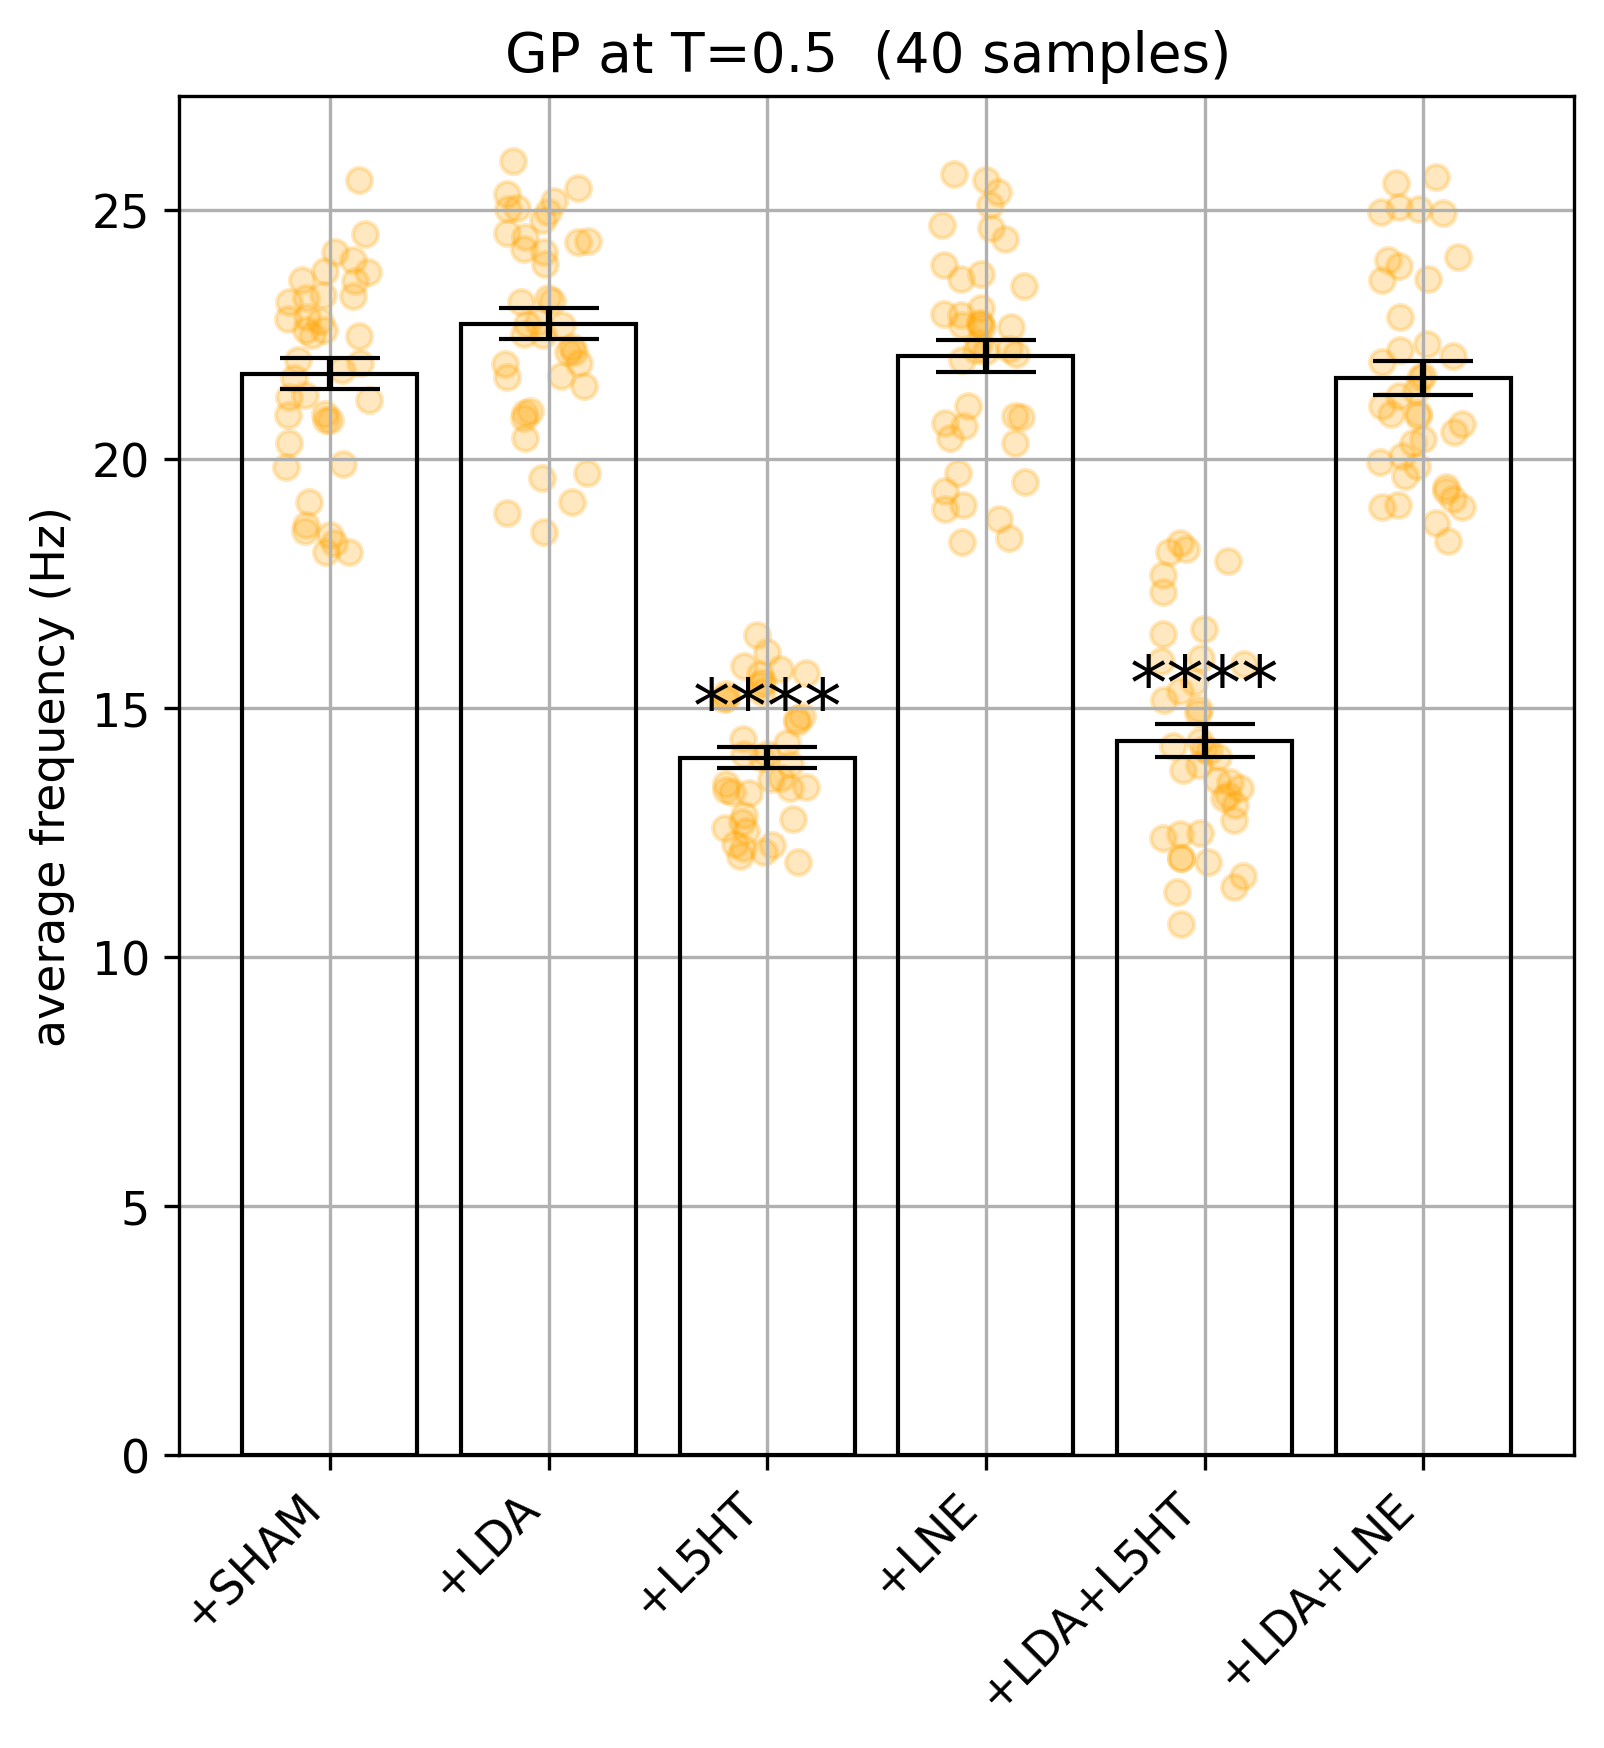 GP at T=0.5  (40 samples)
average frequency (Hz)
25
20
15
10
5
0
****
****
+SHAM
+LDA
+L5HT
+LNE
+LDA+L5HT
+LDA+LNE